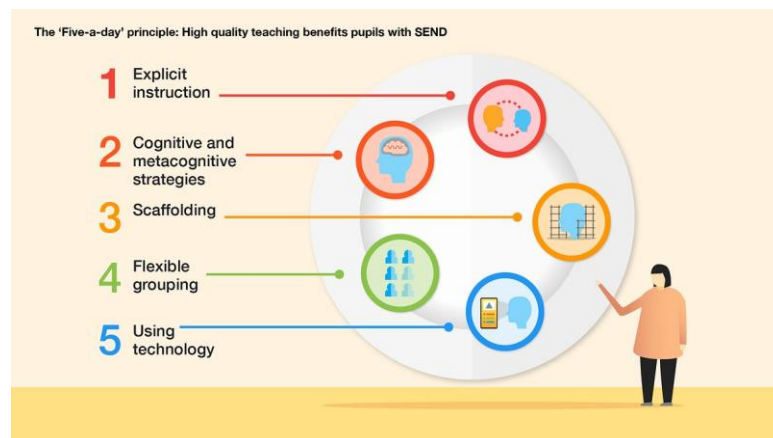 The ‘Five-a-day’ principle: High quality teaching benefits pupils with SEND
1 Explicit
instruction
2 Cognitive and
metacognitive
strategies
3 Scaffolding
4 Flexible
grouping
5 Using
technology